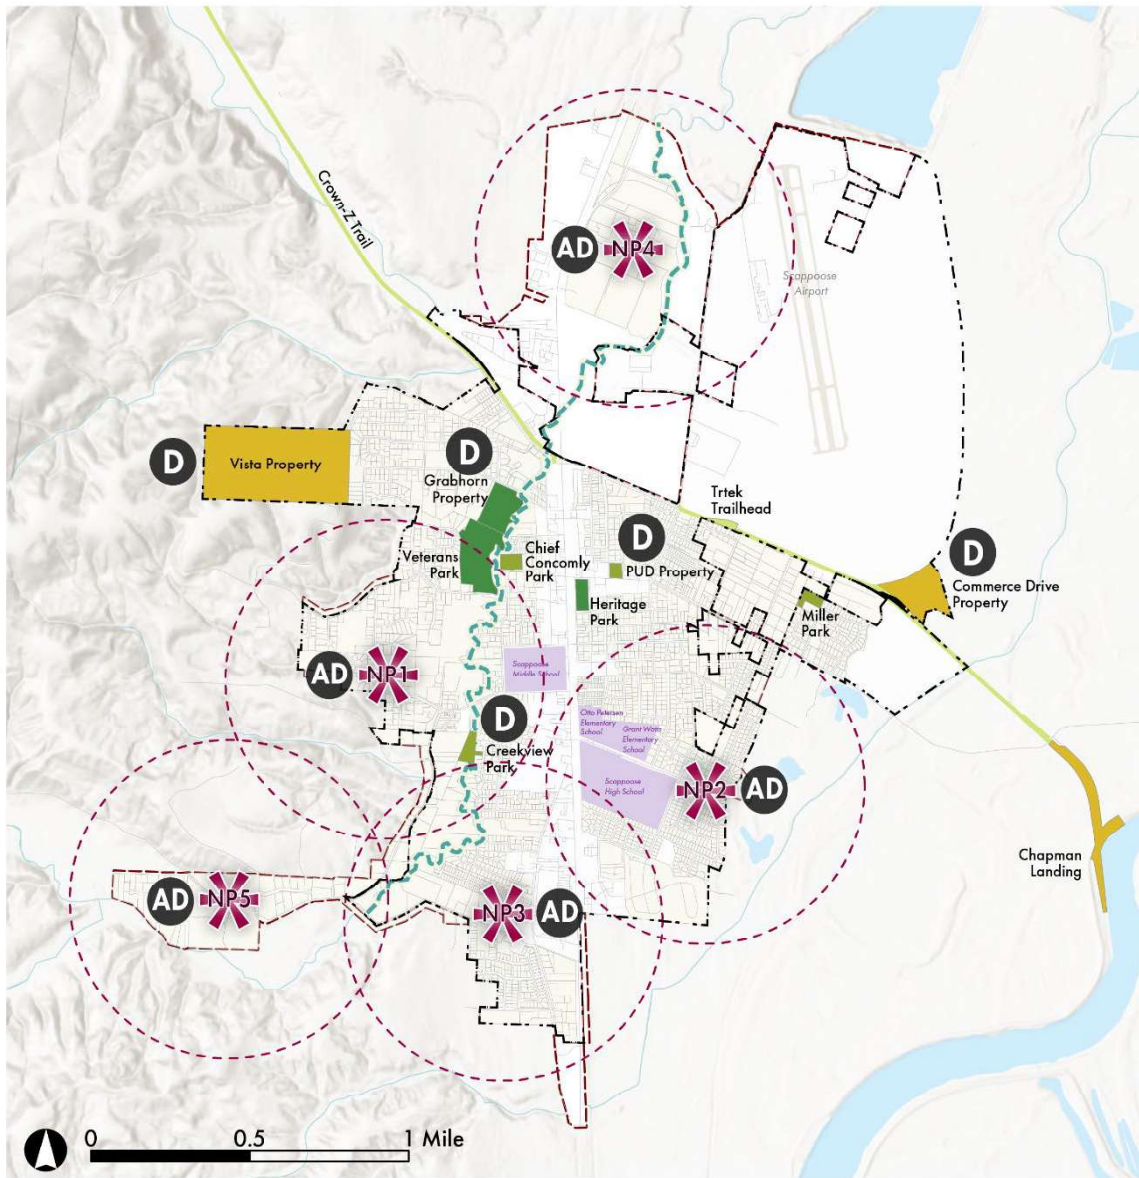 Crown-Z Trail
AD
NP4
Scappoose
Airport
D
Vista Property
D
Grabhorn
Property
Trtek
Trailhead
Veterans
Park
Chief
Concomly
Park
D
PUD Property
D
Commerce Drive
Property
Heritage
Park
Miller
Park
AD
NP1
Scappoose
Middle School
D
Creekview
Park
Otto Petersen
Elementary
School
Grant Watts
Elementary
School
Scappoose
High School
NP2
AD
Chapman
Landing
AD
NP5
NP3
AD
0 0.5 1 Mile